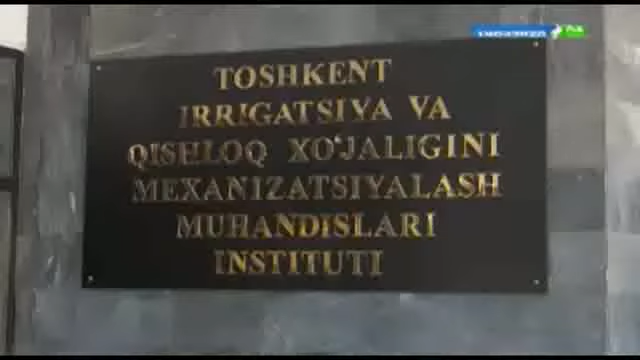 TOSHKENT
IRRIGATSIYA VA
QISHLOQ XO‘JALIGINI
MEXANIZATSIYALASH
MUHANDISLARI
INSTITUTI